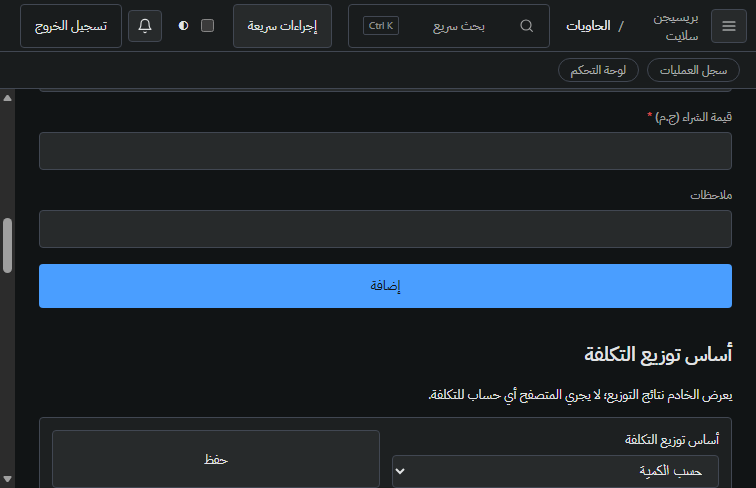 بريسيجن
سلايت
/
الحاويات
بحث سريع
Ctrl K
إجراءات سريعة
تسجيل الخروج
سجل العمليات
لوحة التحكم
قيمة الشراء (ج.م) *
ملاحظات
إضافة
أساس توزيع التكلفة
يعرض الخادم نتائج التوزيع؛ لا يجري المتصفح أي حساب للتكلفة.
أساس توزيع التكلفة
حسب الكمية
حفظ